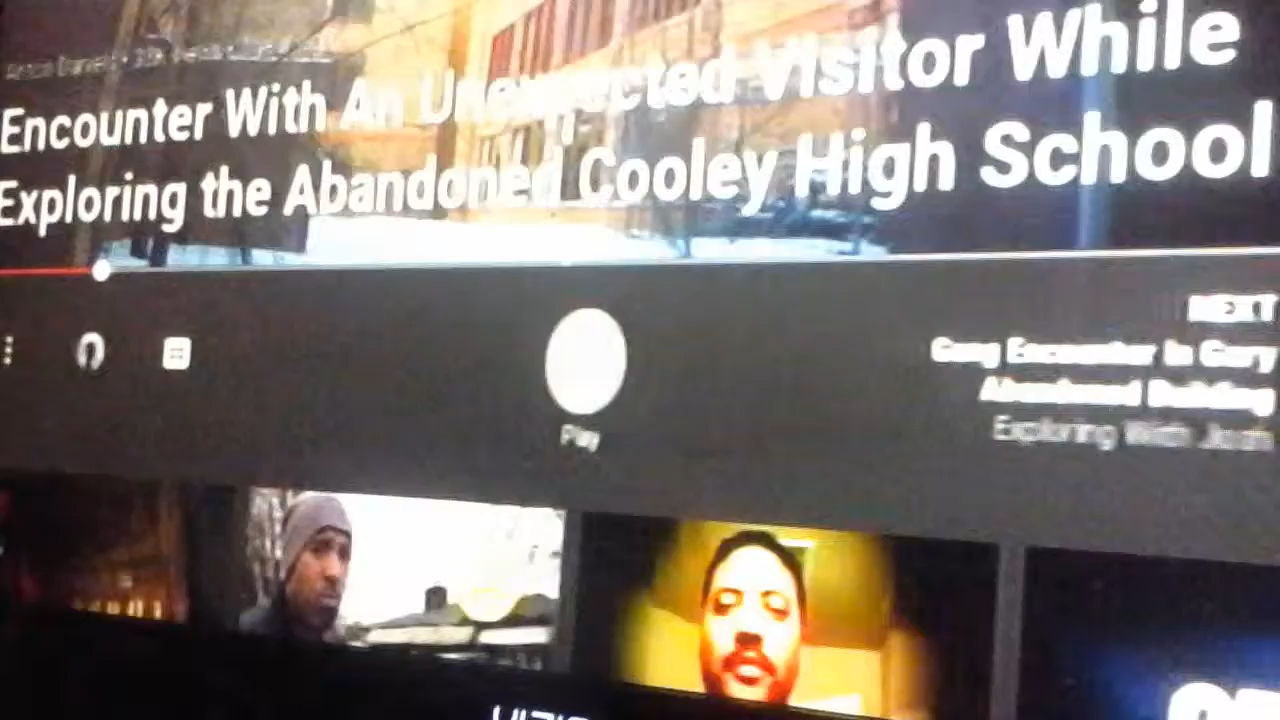 Encounter With An Unexpected Visitor While
Exploring the Abandoned Cooley High School
NEXT
Gang Encounter In Gary
Abandoned Building
Exploring With Josh
Play
VIZIO